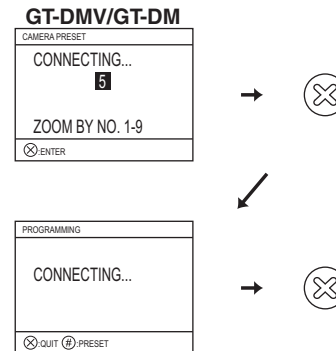 GT-DMV/GT-DM
CAMERA PRESET
CONNECTING...
5
ZOOM BY NO. 1-9
:ENTER
PROGRAMMING
CONNECTING...
:QUIT #:PRESET